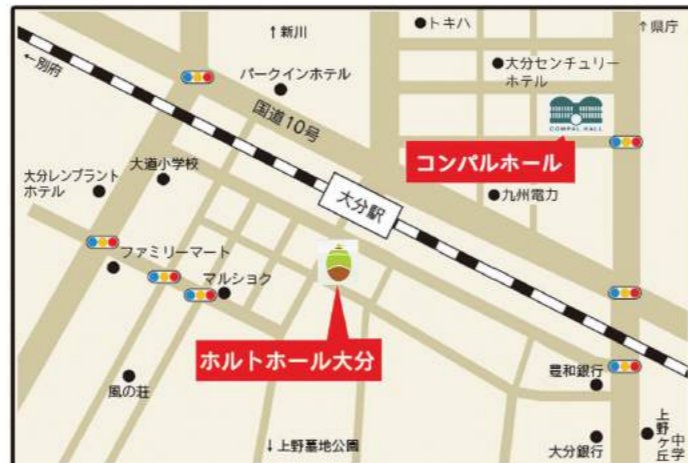 トキハ
↑新川
↑県庁
大分センチュリー
ホテル
←別府
パークインホテル
国道10号
COMPAL HALL
コンパルホール
大道小学校
大分レンブラント
ホテル
大分駅
九州電力
ファミリーマート
マルショク
ホルトホール大分
豊和銀行
風の荘
上野ヶ丘
中学
大分銀行
↓上野墓地公園